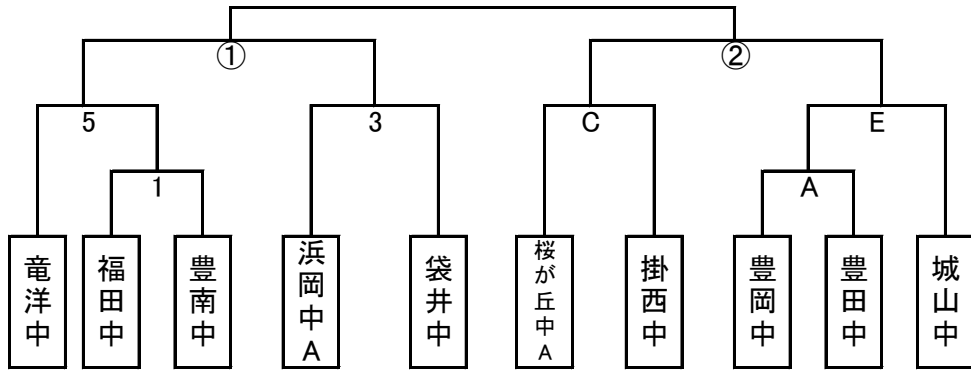 ① ②
5 3 C E
1 A
竜洋中
福田中
豊南中
浜岡中A
袋井中
桜が丘中A
掛西中
豊岡中
豊田中
城山中